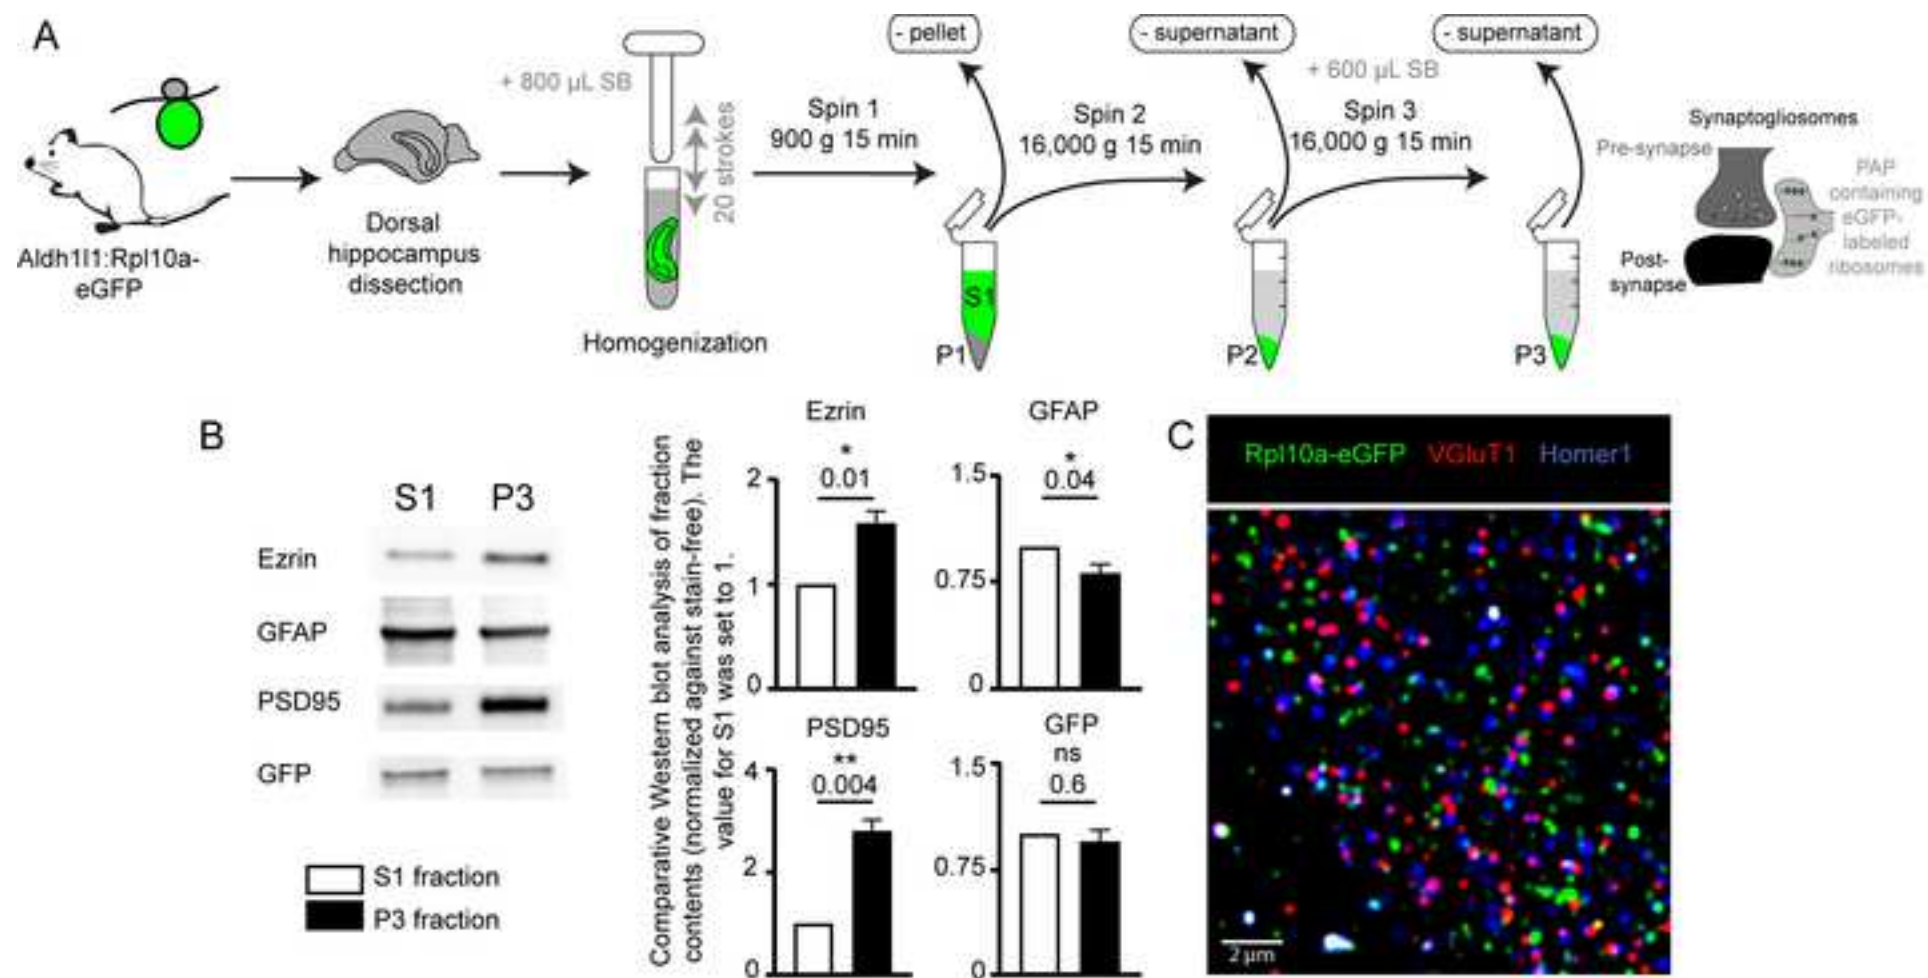 A
Aldh1l1:Rpl10a-
eGFP
Dorsal
hippocampus
dissection
+ 800 µL SB
20 strokes
Homogenization
Spin 1
900 g 15 min
- pellet
S1
P1
Spin 2
16,000 g 15 min
- supernatant
P2
+ 600 µL SB
Spin 3
16,000 g 15 min
- supernatant
P3
Synaptogliosomes
Pre-synapse
Post-
synapse
PAP
containing
eGFP-
labeled
ribosomes
B
S1 P3
Ezrin
GFAP
PSD95
GFP
S1 fraction
P3 fraction
Comparative Western blot analysis of fraction
contents (normalized against stain-free). The
value for S1 was set to 1.
Ezrin
*
0.01
2
1
0
GFAP
*
0.04
1.5
0.75
0
PSD95
**
0.004
4
2
0
GFP
ns
0.6
1.5
0.75
0
C
Rpl10a-eGFP VGluT1 Homer1
2 µm